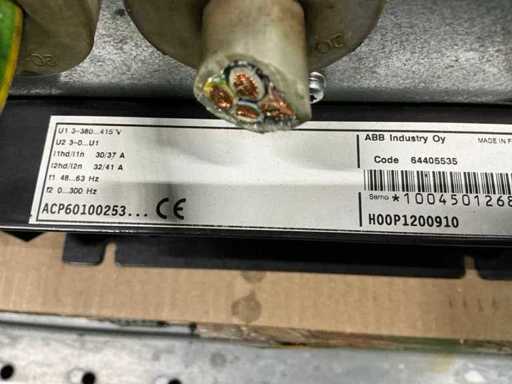 U1 3~380...415 V
U2 3~0...U1
I1hd/I1n 30/37 A
I2hd/I2n 32/41 A
f1 48...63 Hz
f2 0...300 Hz
ACP60100253... CE
ABB Industry Oy
MADE IN F
Code 64405535
Serno *1004501268
H00P1200910
20